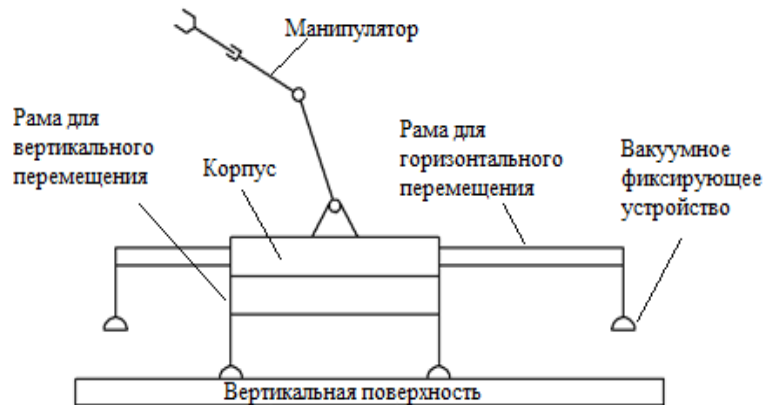 Манипулятор
Рама для
вертикального
перемещения
Корпус
Рама для
горизонтального
перемещения
Вакуумное
фиксирующее
устройство
Вертикальная поверхность